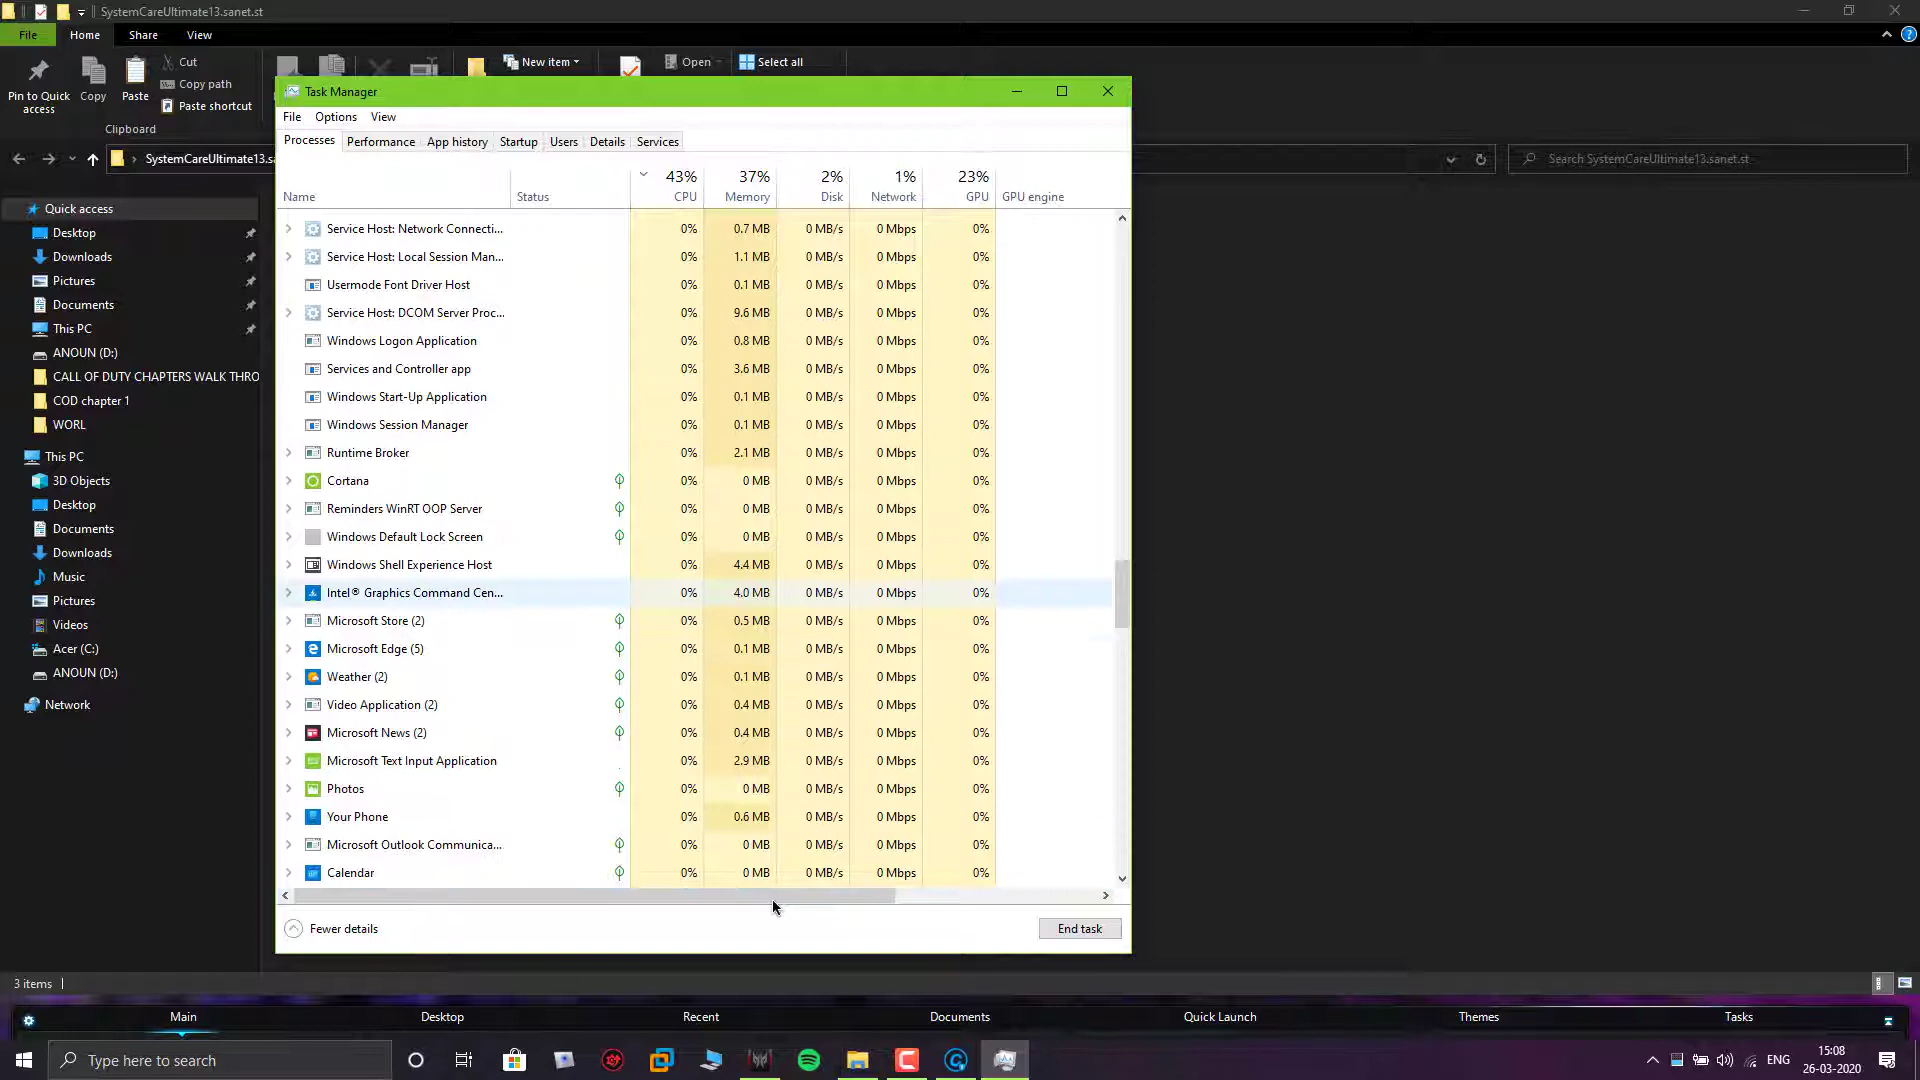 SystemCareUltimate13.sanet.st
File
Home
Share
View
Pin to Quick access
Copy
Paste
Cut
Copy path
Paste shortcut
Clipboard
New item
Open
Select all
SystemCareUltimate13.sa
Search SystemCareUltimate13.sanet.st
Quick access
Desktop
Downloads
Pictures
Documents
This PC
ANOUN (D:)
CALL OF DUTY CHAPTERS WALK THRO
COD chapter 1
WORL
This PC
3D Objects
Desktop
Documents
Downloads
Music
Pictures
Videos
Acer (C:)
ANOUN (D:)
Network
Task Manager
File Options View
Processes Performance App history Startup Users Details Services
43% 37% 2% 1% 23%
Name Status CPU Memory Disk Network GPU GPU engine
Service Host: Network Connecti... 0% 0.7 MB 0 MB/s 0 Mbps 0%
Service Host: Local Session Man... 0% 1.1 MB 0 MB/s 0 Mbps 0%
Usermode Font Driver Host 0% 0.1 MB 0 MB/s 0 Mbps 0%
Service Host: DCOM Server Proc... 0% 9.6 MB 0 MB/s 0 Mbps 0%
Windows Logon Application 0% 0.8 MB 0 MB/s 0 Mbps 0%
Services and Controller app 0% 3.6 MB 0 MB/s 0 Mbps 0%
Windows Start-Up Application 0% 0.1 MB 0 MB/s 0 Mbps 0%
Windows Session Manager 0% 0.1 MB 0 MB/s 0 Mbps 0%
Runtime Broker 0% 2.1 MB 0 MB/s 0 Mbps 0%
Cortana 0% 0 MB 0 MB/s 0 Mbps 0%
Reminders WinRT OOP Server 0% 0 MB 0 MB/s 0 Mbps 0%
Windows Default Lock Screen 0% 0 MB 0 MB/s 0 Mbps 0%
Windows Shell Experience Host 0% 4.4 MB 0 MB/s 0 Mbps 0%
Intel® Graphics Command Cen... 0% 4.0 MB 0 MB/s 0 Mbps 0%
Microsoft Store (2) 0% 0.5 MB 0 MB/s 0 Mbps 0%
Microsoft Edge (5) 0% 0.1 MB 0 MB/s 0 Mbps 0%
Weather (2) 0% 0.1 MB 0 MB/s 0 Mbps 0%
Video Application (2) 0% 0.4 MB 0 MB/s 0 Mbps 0%
Microsoft News (2) 0% 0.4 MB 0 MB/s 0 Mbps 0%
Microsoft Text Input Application 0% 2.9 MB 0 MB/s 0 Mbps 0%
Photos 0% 0 MB 0 MB/s 0 Mbps 0%
Your Phone 0% 0.6 MB 0 MB/s 0 Mbps 0%
Microsoft Outlook Communica... 0% 0 MB 0 MB/s 0 Mbps 0%
Calendar 0% 0 MB 0 MB/s 0 Mbps 0%
Fewer details
End task
3 items
Main Desktop Recent Documents Quick Launch Themes Tasks
Type here to search
ENG
15:08
26-03-2020